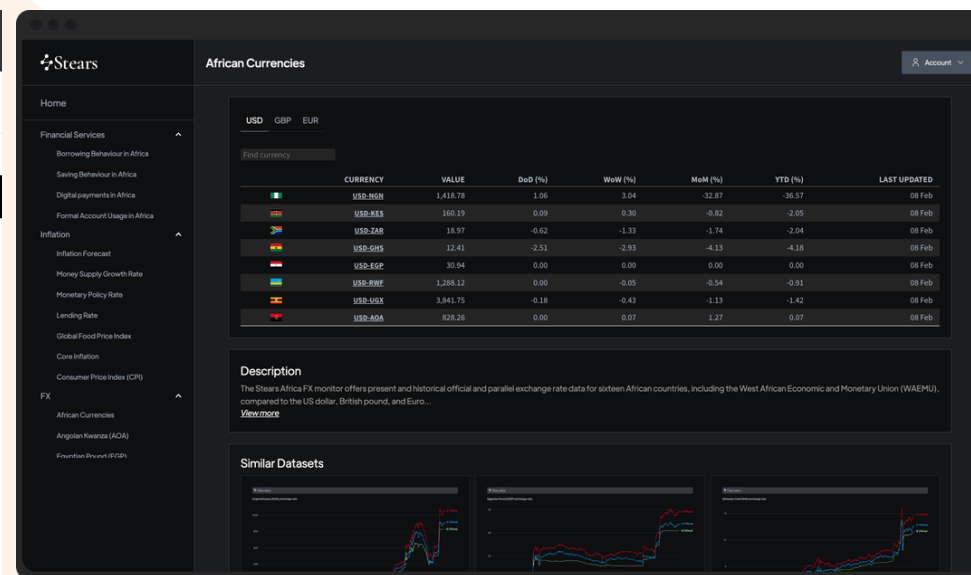 Stears
African Currencies
Account
Home
Financial Services
Borrowing Behaviour in Africa
Saving Behaviour in Africa
Digital payments in Africa
Formal Account Usage in Africa
Inflation
Inflation Forecast
Money Supply Growth Rate
Monetary Policy Rate
Lending Rate
Global Food Price Index
Core Inflation
Consumer Price Index (CPI)
FX
African Currencies
Angolan Kwanza (AOA)
Egyptian Pound (EGP)
USD GBP EUR
Find currency
CURRENCY VALUE DoD (%) WoW (%) MoM (%) YTD (%) LAST UPDATED
USD-NGN 1,418.78 1.06 3.04 -32.87 -36.57 08 Feb
USD-KES 160.19 0.09 0.30 -0.82 -2.05 08 Feb
USD-ZAR 18.97 -0.62 -1.33 -1.74 -2.04 08 Feb
USD-GHS 12.41 -2.51 -2.93 -4.13 -4.18 08 Feb
USD-EGP 30.94 0.00 0.00 0.00 0.00 08 Feb
USD-RWF 1,288.12 0.00 -0.05 -0.54 -0.91 08 Feb
USD-UGX 3,841.75 -0.18 -0.43 -1.13 -1.42 08 Feb
USD-AOA 828.26 0.00 0.07 1.27 0.07 08 Feb
Description
The Stears Africa FX monitor offers present and historical official and parallel exchange rate data for sixteen African countries, including the West African Economic and Monetary Union (WAEMU),
compared to the US dollar, British pound, and Euro...
View more
Similar Datasets